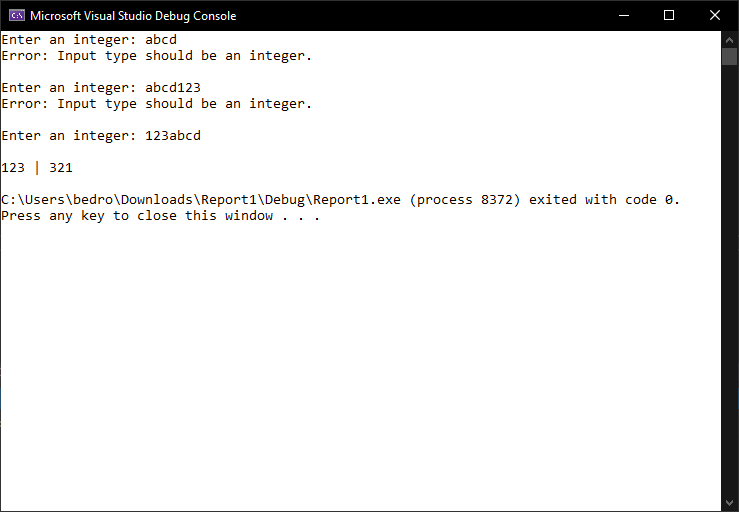 Microsoft Visual Studio Debug Console
Enter an integer: abcd
Error: Input type should be an integer.
Enter an integer: abcd123
Error: Input type should be an integer.
Enter an integer: 123abcd
123 | 321
C:\Users\bedro\Downloads\Report1\Debug\Report1.exe (process 8372) exited with code 0.
Press any key to close this window . . .